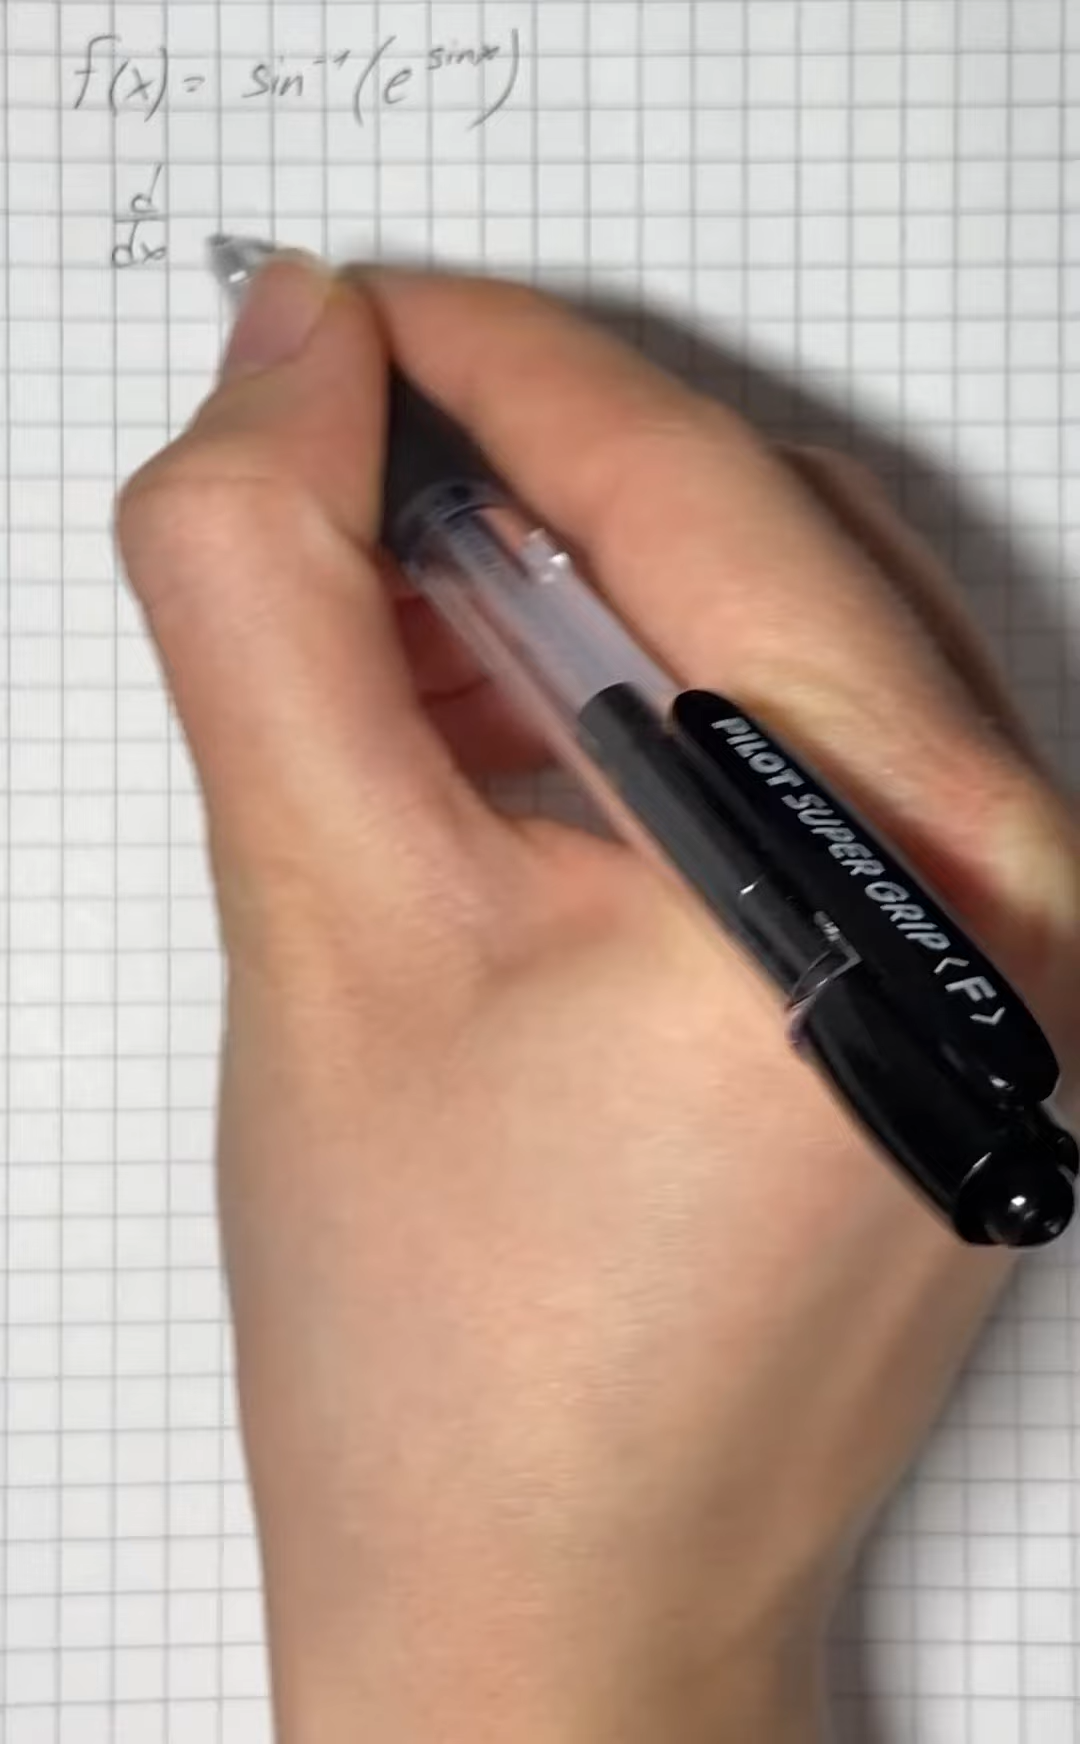 f(x) = sin⁻¹(e^sinx)
d
dx
PILOT SUPER GRIP <F>